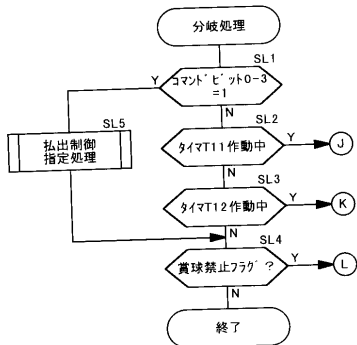 分岐処理
SL1
Y
コマンドビット0-3
=1
N
SL5
払出制御
指定処理
SL2
タイマT11作動中
Y
J
N
SL3
タイマT12作動中
Y
K
N
SL4
賞球禁止フラグ?
Y
L
N
終了